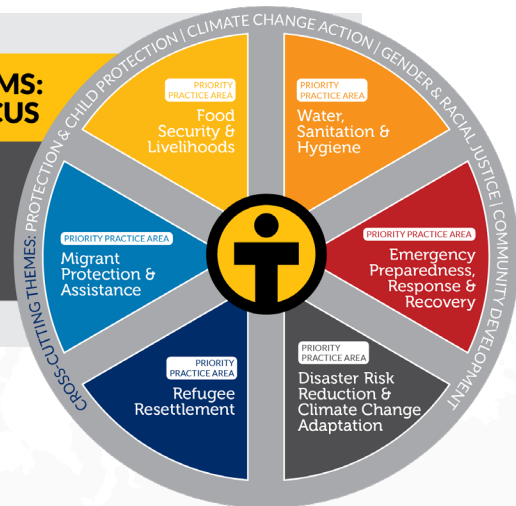 MS:
CUS
CROSS-CUTTING THEMES: PROTECTION & CHILD PROTECTION | CLIMATE CHANGE ACTION | GENDER & RACIAL JUSTICE | COMMUNITY DEVELOPMENT
PRIORITY
PRACTICE AREA
Food
Security &
Livelihoods
PRIORITY
PRACTICE AREA
Water,
Sanitation &
Hygiene
PRIORITY PRACTICE AREA
Migrant
Protection &
Assistance
PRIORITY PRACTICE AREA
Emergency
Preparedness,
Response &
Recovery
PRIORITY
PRACTICE AREA
Refugee
Resettlement
PRIORITY
PRACTICE AREA
Disaster Risk
Reduction &
Climate Change
Adaptation